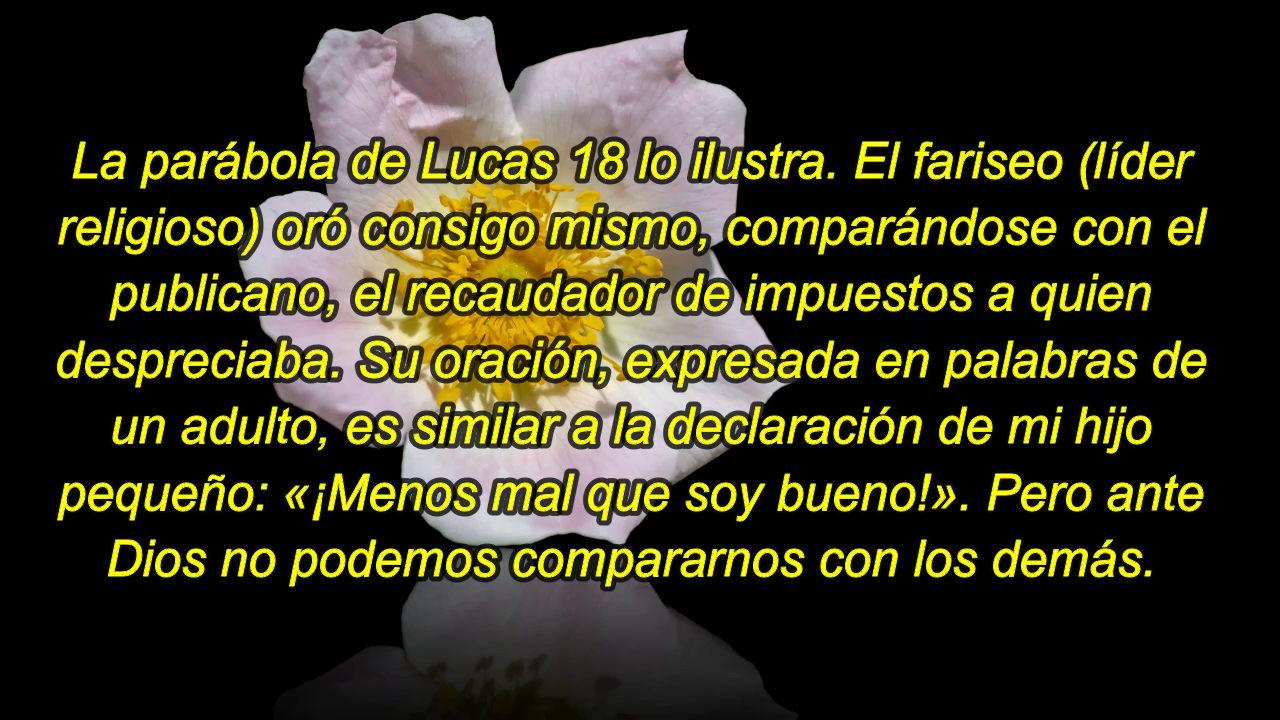 La parábola de Lucas 18 lo ilustra. El fariseo (líder
religioso) oró consigo mismo, comparándose con el
publicano, el recaudador de impuestos a quien
despreciaba. Su oración, expresada en palabras de
un adulto, es similar a la declaración de mi hijo
pequeño: «¡Menos mal que soy bueno!». Pero ante
Dios no podemos compararnos con los demás.